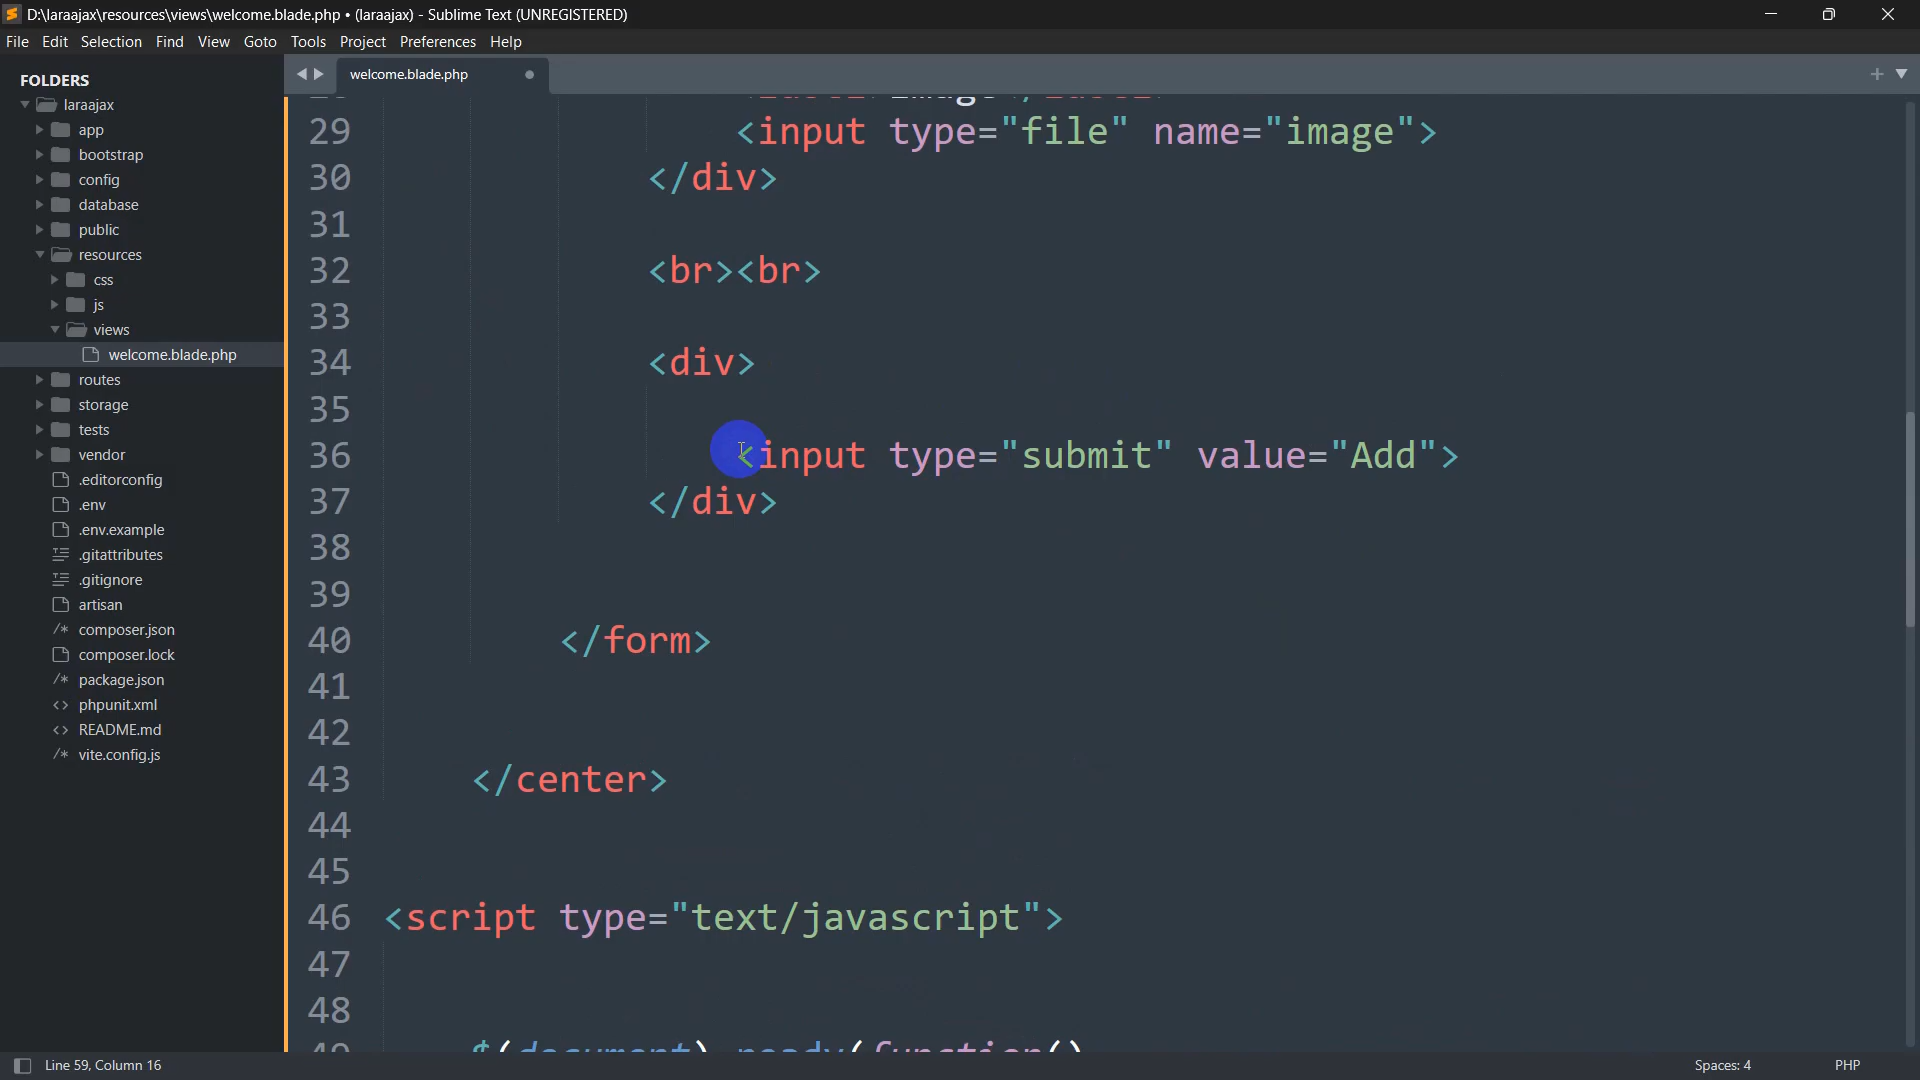 D:\laraajax\resources\views\welcome.blade.php • (laraajax) - Sublime Text (UNREGISTERED)
File Edit Selection Find View Goto Tools Project Preferences Help
FOLDERS
laraajax
app
bootstrap
config
database
public
resources
css
js
views
welcome.blade.php
routes
storage
tests
vendor
.editorconfig
.env
.env.example
.gitattributes
.gitignore
artisan
/* composer.json
composer.lock
/* package.json
<> phpunit.xml
<> README.md
/* vite.config.js
welcome.blade.php
29 <input type="file" name="image">
30 </div>
31
32 <br><br>
33
34 <div>
35
36 <input type="submit" value="Add">
37 </div>
38
39
40 </form>
41
42
43 </center>
44
45
46 <script type="text/javascript">
47
48
49 $(document).ready(function()
Line 59, Column 16
Spaces: 4
PHP